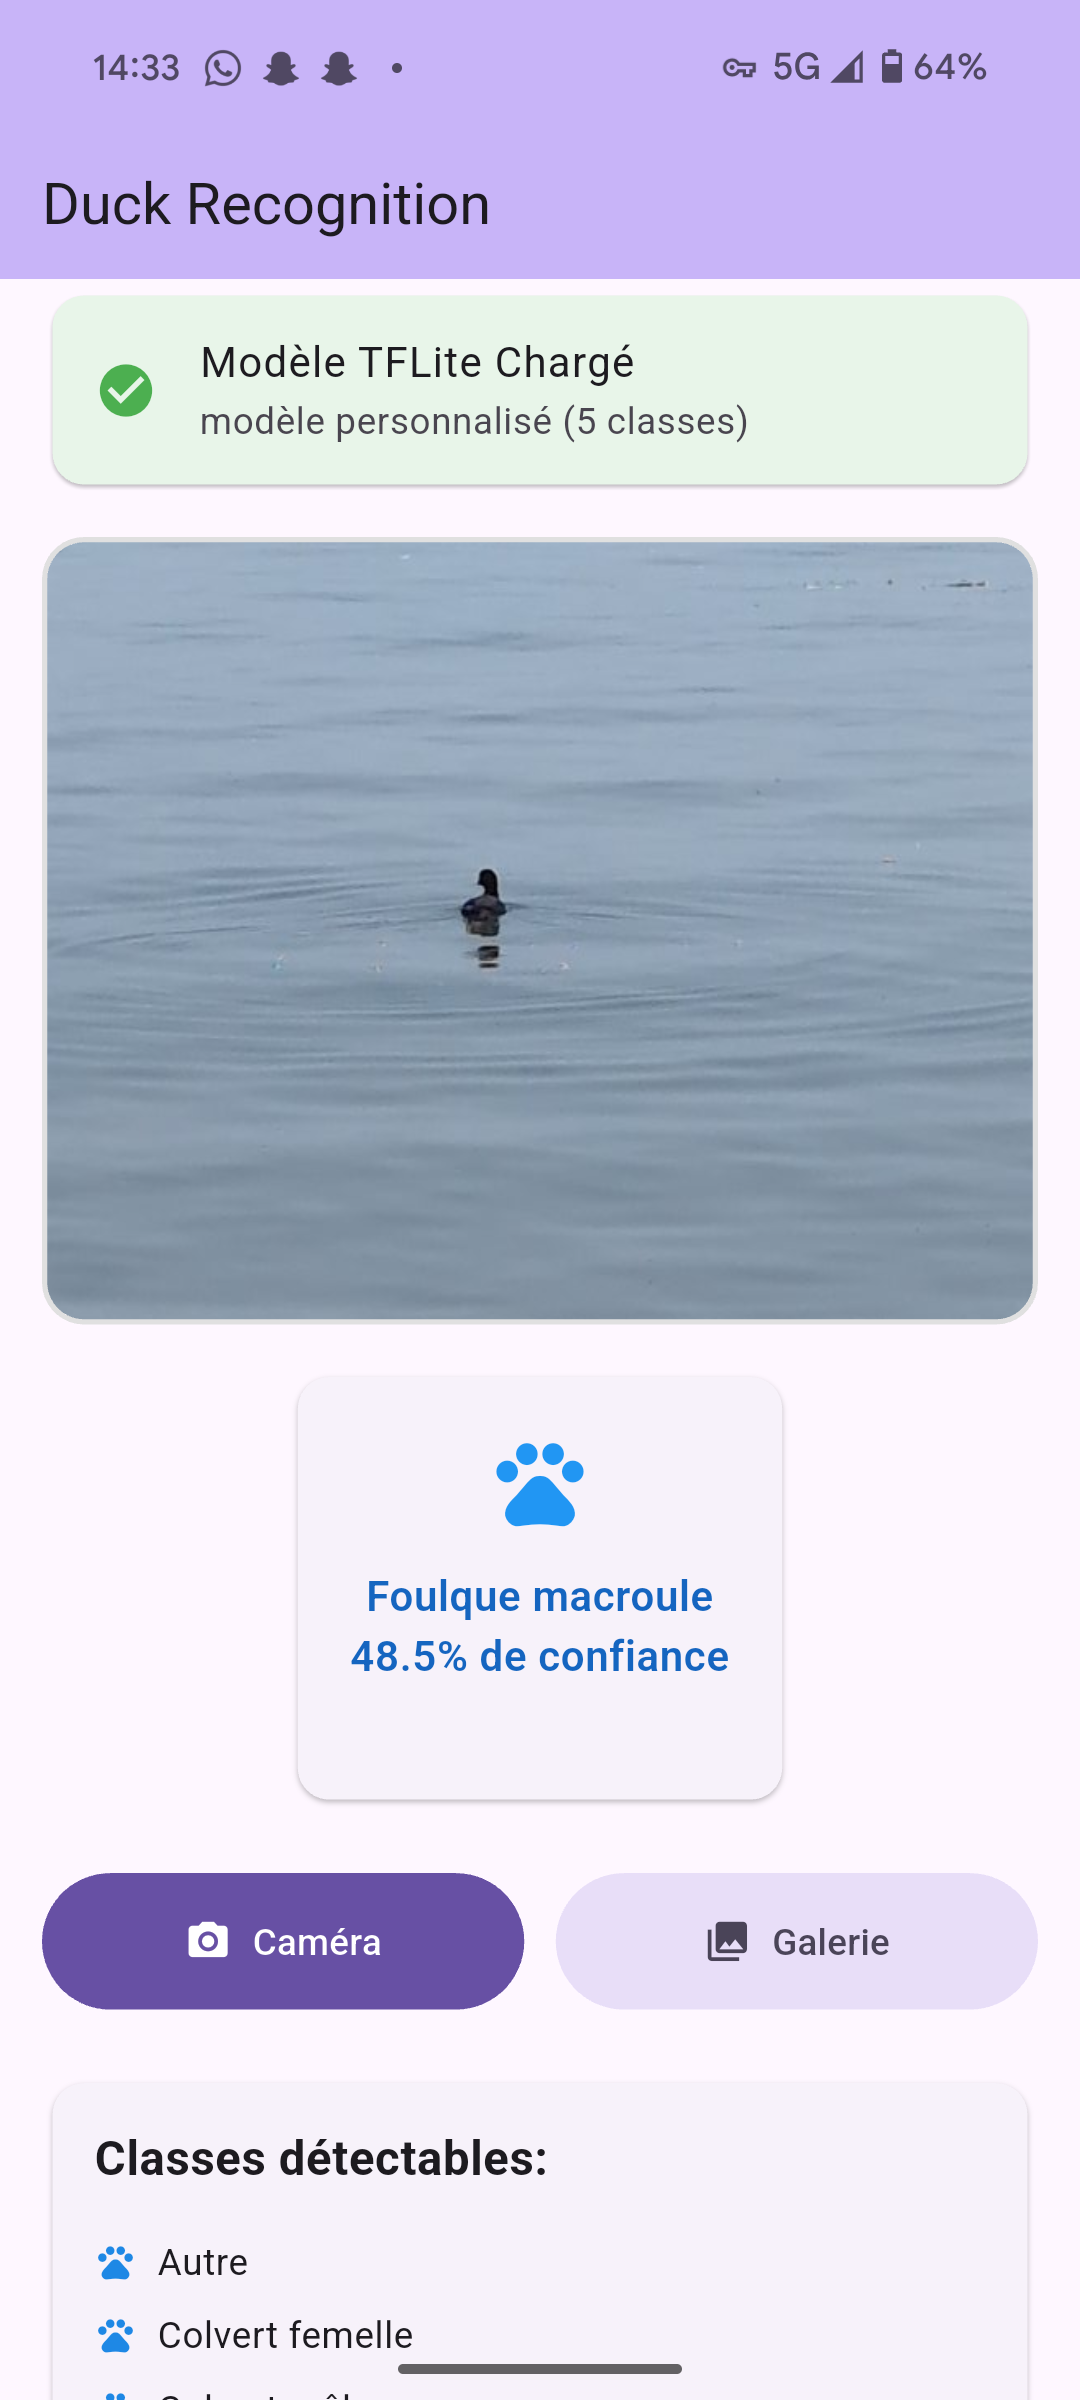 14:33
5G
64%
Duck Recognition
Modèle TFLite Chargé
modèle personnalisé (5 classes)
Foulque macroule
48.5% de confiance
Caméra
Galerie
Classes détectables:
Autre
Colvert femelle